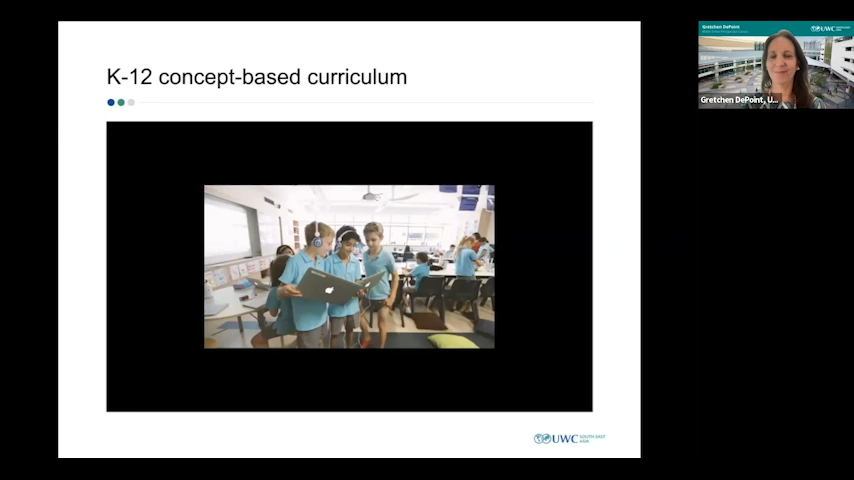 K-12 concept-based curriculum
UWC SOUTH EAST
ASIA
Gretchen DePoint
UWC
Gretchen DePoint, U...